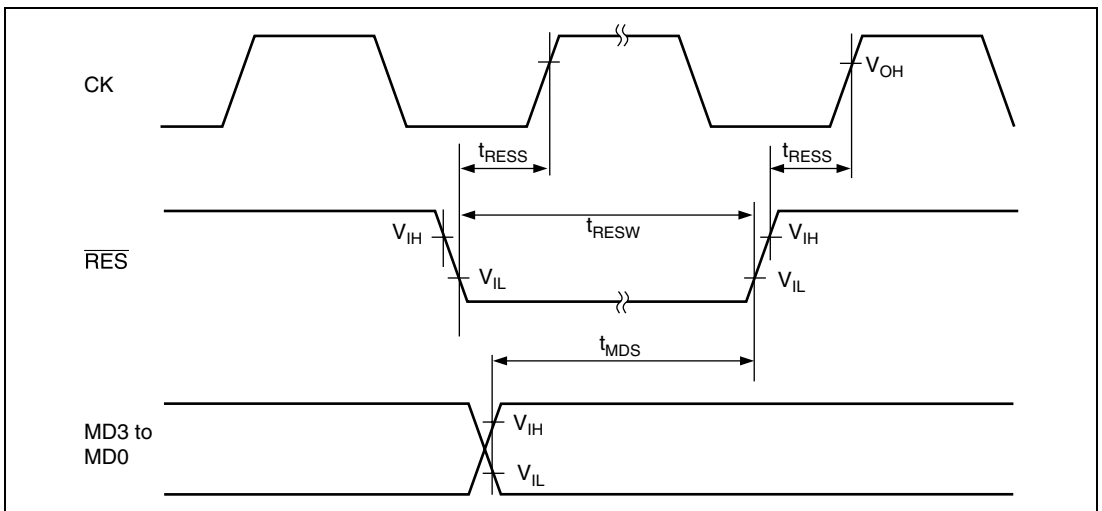 CK
V_OH
t_RESS
t_RESS
t_RESW
V_IH
V_IH
RES
V_IL
V_IL
t_MDS
V_IH
MD3 to
MD0
V_IL